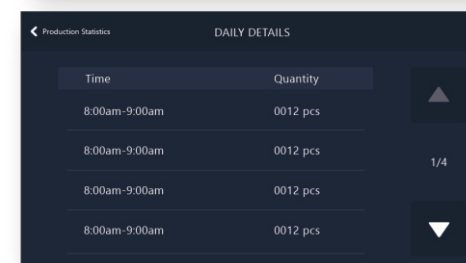 Production Statistics
DAILY DETAILS
Time Quantity
8:00am-9:00am 0012 pcs
8:00am-9:00am 0012 pcs
1/4
8:00am-9:00am 0012 pcs
8:00am-9:00am 0012 pcs